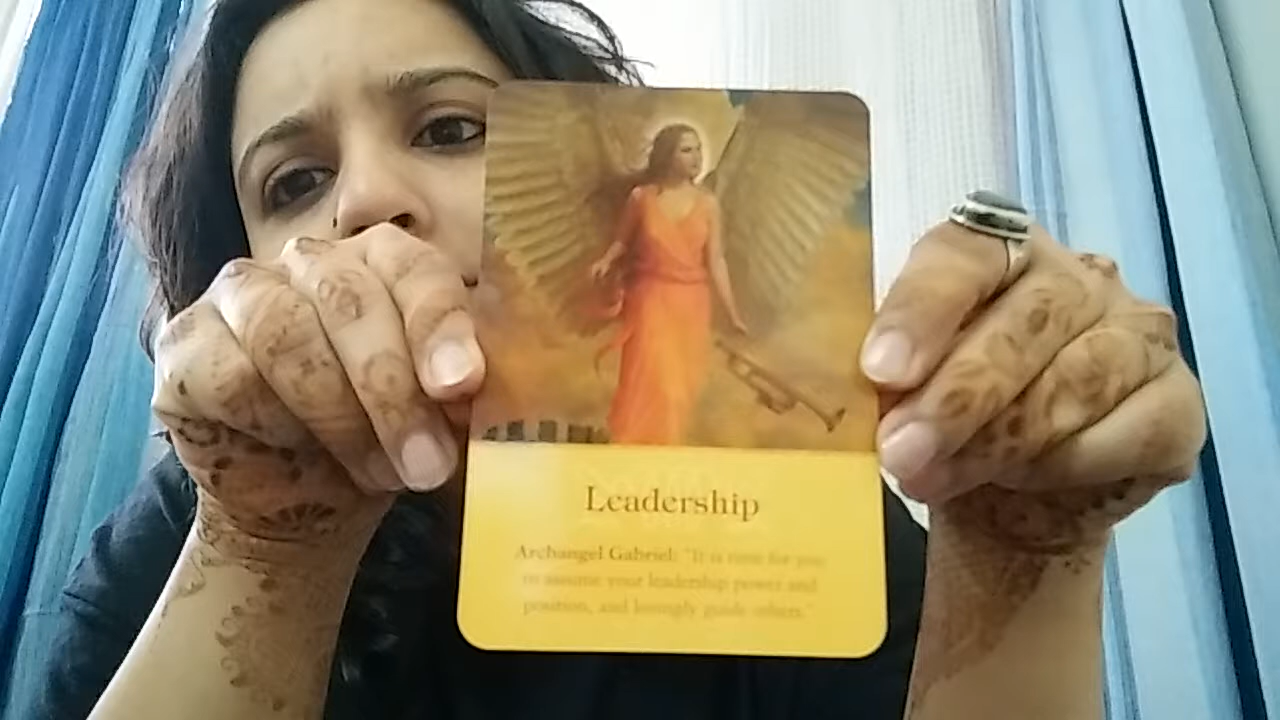 Leadership
Archangel Gabriel: "It is time for you
to assume your leadership power and
position, and lovingly guide others."